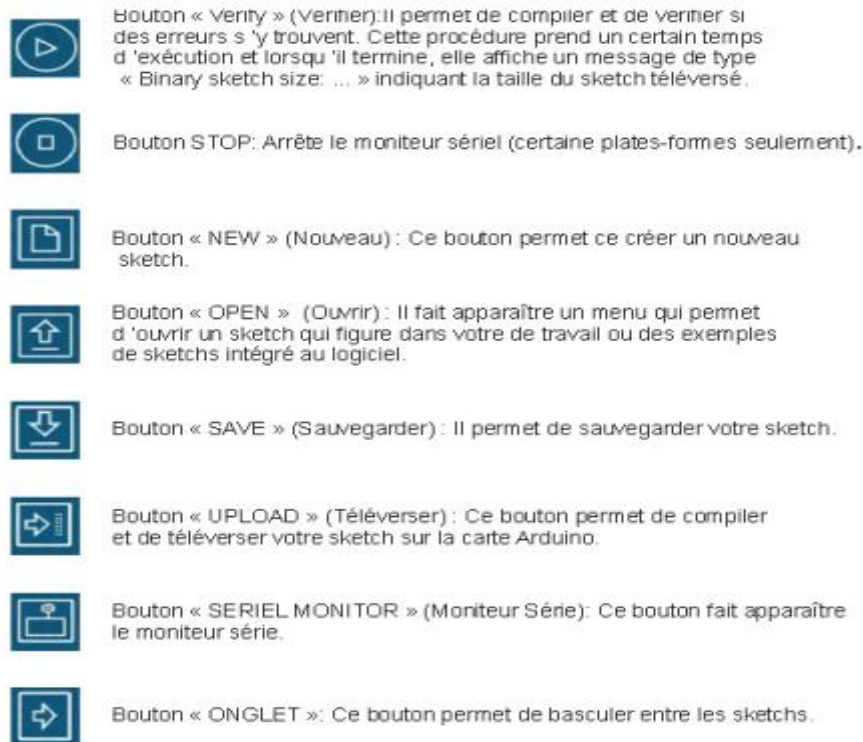 Bouton « Verify » (Vérifier):Il permet de compiler et de vérifier si
des erreurs s 'y trouvent. Cette procédure prend un certain temps
d 'exécution et lorsqu 'il termine, elle affiche un message de type
« Binary sketch size: ... » indiquant la taille du sketch téléversé.
Bouton STOP: Arrête le moniteur sériel (certaine plates-formes seulement).
Bouton « NEW » (Nouveau) : Ce bouton permet ce créer un nouveau
sketch.
Bouton « OPEN » (Ouvrir) : Il fait apparaître un menu qui permet
d 'ouvrir un sketch qui figure dans votre de travail ou des exemples
de sketchs intégré au logiciel.
Bouton « SAVE » (Sauvegarder) : Il permet de sauvegarder votre sketch.
Bouton « UPLOAD » (Téléverser) : Ce bouton permet de compiler
et de téléverser votre sketch sur la carte Arduino.
Bouton « SERIEL MONITOR » (Moniteur Série): Ce bouton fait apparaître
le moniteur série.
Bouton « ONGLET »: Ce bouton permet de basculer entre les sketchs.